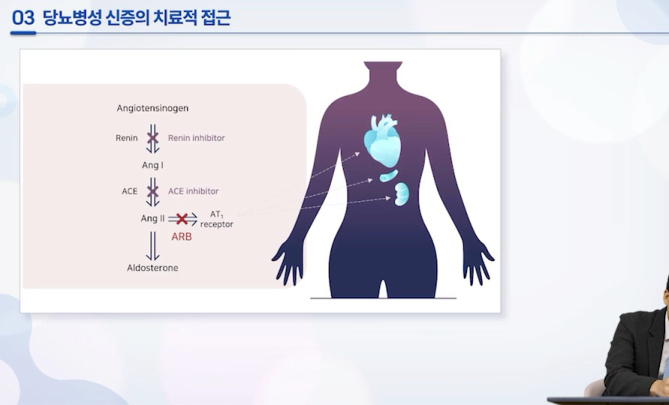 03 당뇨병성 신증의 치료적 접근
Angiotensinogen
Renin Renin inhibitor
Ang I
ACE ACE inhibitor
Ang II AT₁
receptor
ARB
Aldosterone